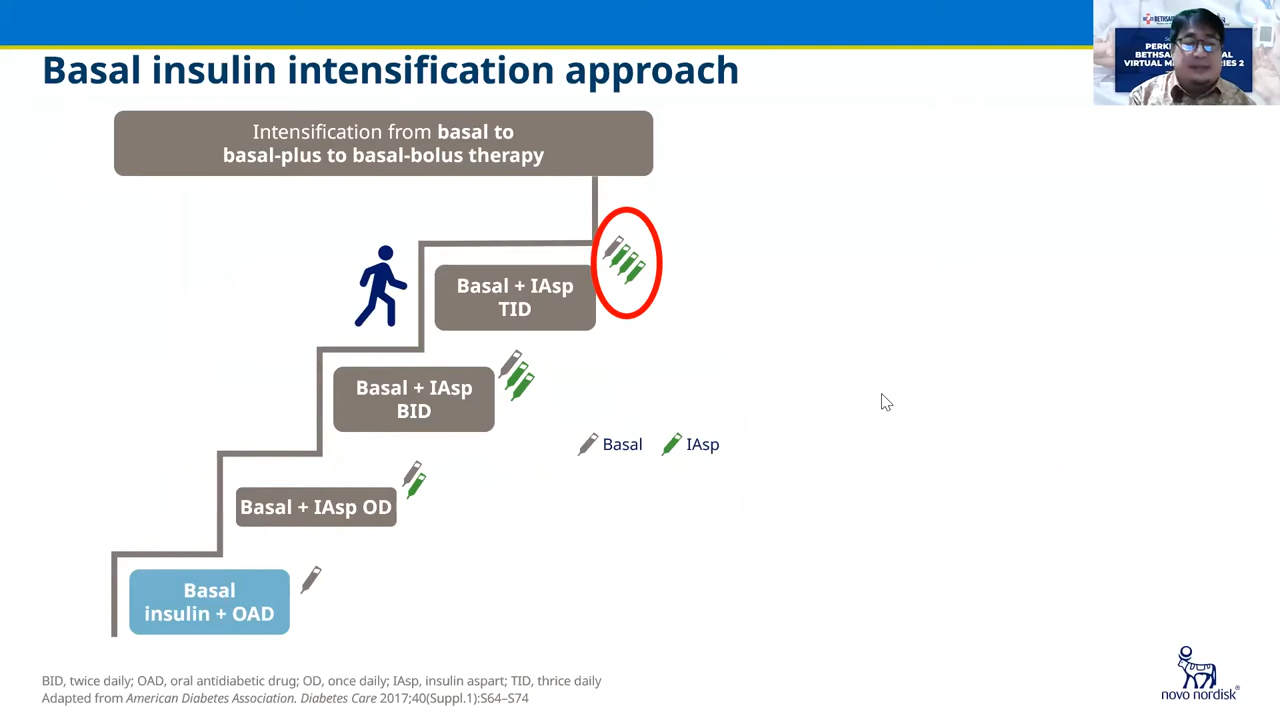 Basal insulin intensification approach
Intensification from basal to
basal-plus to basal-bolus therapy
Basal + IAsp
TID
Basal + IAsp
BID
Basal
IAsp
Basal + IAsp OD
Basal
insulin + OAD
BID, twice daily; OAD, oral antidiabetic drug; OD, once daily; IAsp, insulin aspart; TID, thrice daily
Adapted from American Diabetes Association. Diabetes Care 2017;40(Suppl.1):S64–S74
novo nordisk®